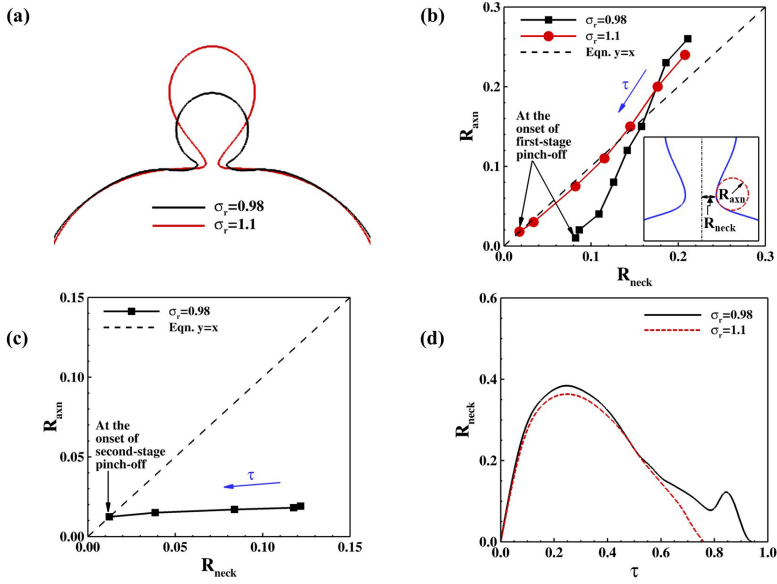 (a)
σr=0.98
σr=1.1
(b)
0.3
0.2
0.1
0.0
0.0
0.1
0.2
0.3
Raxn
Rneck
σr=0.98
σr=1.1
Eqn. y=x
τ
At the
onset of
first-stage
pinch-off
Raxn
Rneck
(c)
0.15
0.10
0.05
0.00
0.00
0.05
0.10
0.15
Raxn
Rneck
σr=0.98
Eqn. y=x
At the
onset of
second-stage
pinch-off
τ
(d)
0.6
0.4
0.2
0.0
0.0
0.2
0.4
0.6
0.8
1.0
Rneck
τ
σr=0.98
σr=1.1